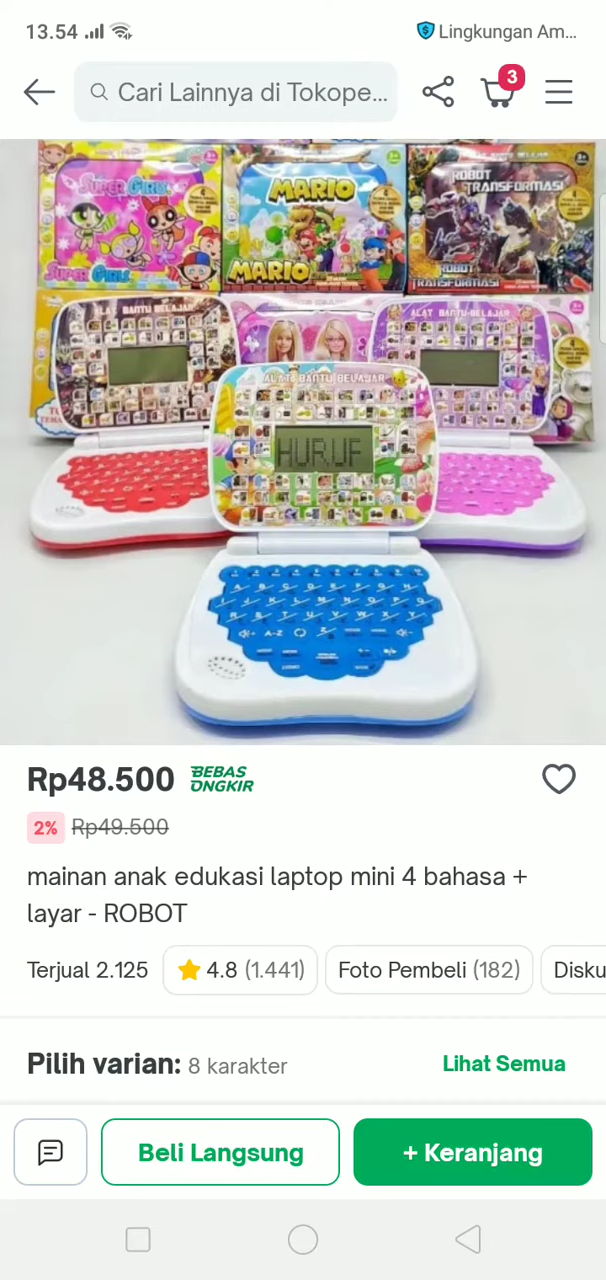 13.54
Lingkungan Am...
Cari Lainnya di Tokope...
3
SUPER GIRLS
MARIO
ROBOT
TRANSFORMASI
SUPER GIRLS
MARIO
ROBOT
TRANSFORMASI
ALAT BANTU BELAJAR
ALAT BANTU BELAJAR
ALAT BANTU BELAJAR
HURUF
A-Z
Rp48.500
BEBAS
ONGKIR
2%
Rp49.500
mainan anak edukasi laptop mini 4 bahasa +
layar - ROBOT
Terjual 2.125
4.8 (1.441)
Foto Pembeli (182)
Disku
Pilih varian: 8 karakter
Lihat Semua
Beli Langsung
+ Keranjang